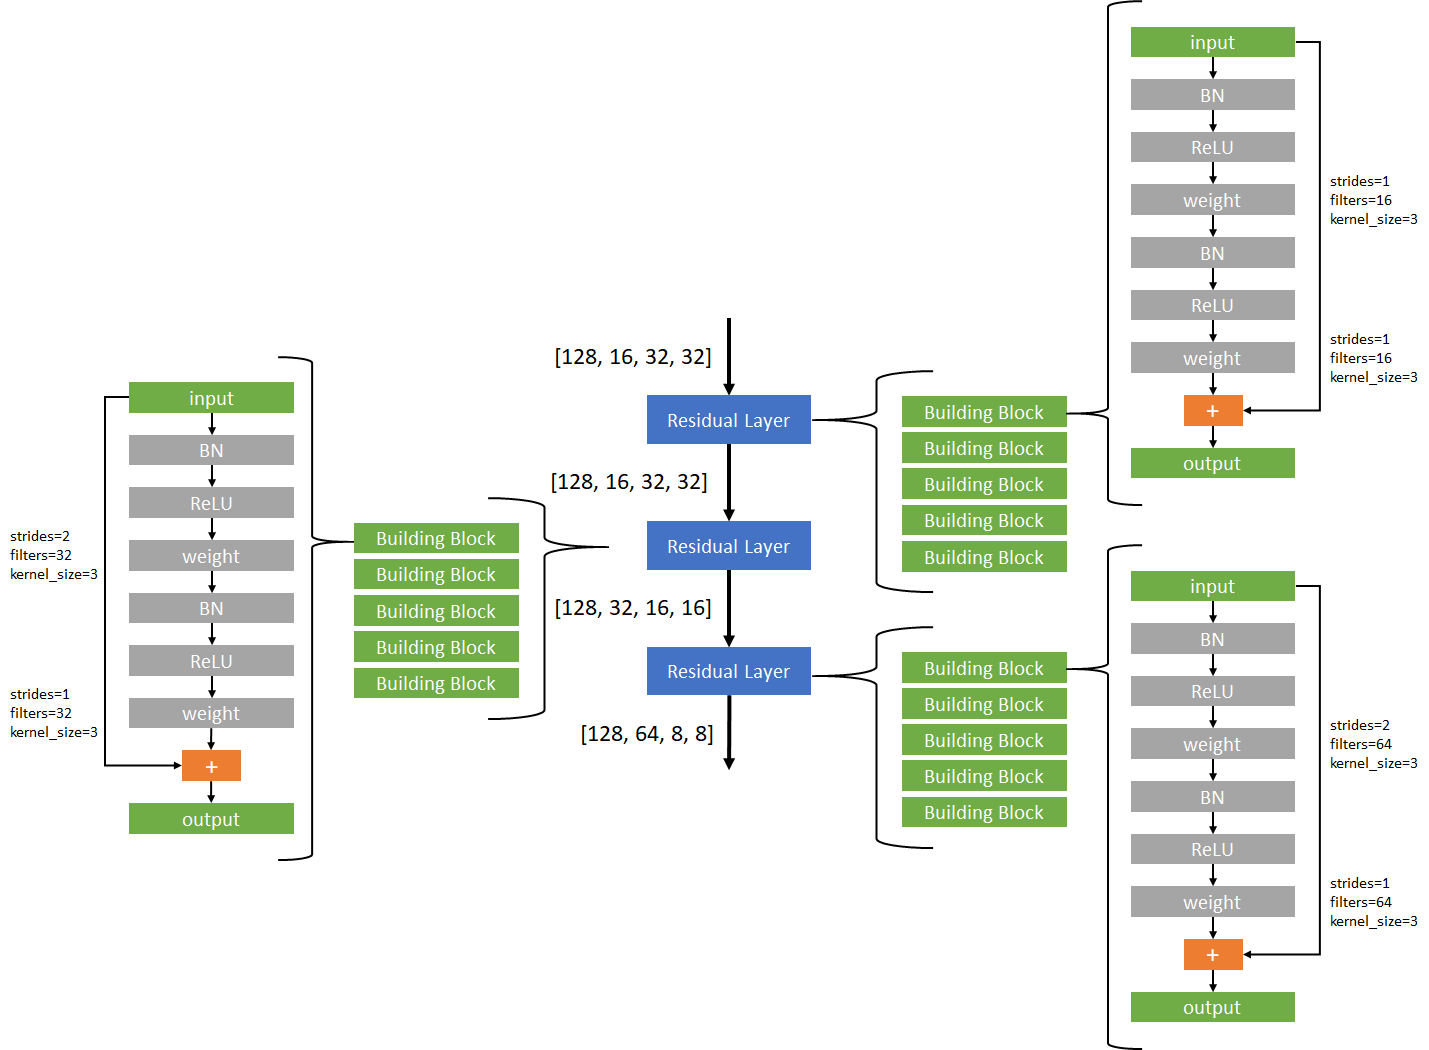 input
BN
ReLU
weight
BN
ReLU
weight
+
output
strides=2
filters=32
kernel_size=3
strides=1
filters=32
kernel_size=3
Building Block
Building Block
Building Block
Building Block
Building Block
[128, 16, 32, 32]
Residual Layer
[128, 16, 32, 32]
Residual Layer
[128, 32, 16, 16]
Residual Layer
[128, 64, 8, 8]
Building Block
Building Block
Building Block
Building Block
Building Block
Building Block
Building Block
Building Block
Building Block
Building Block
input
BN
ReLU
weight
BN
ReLU
weight
+
output
strides=1
filters=16
kernel_size=3
strides=1
filters=16
kernel_size=3
input
BN
ReLU
weight
BN
ReLU
weight
+
output
strides=2
filters=64
kernel_size=3
strides=1
filters=64
kernel_size=3